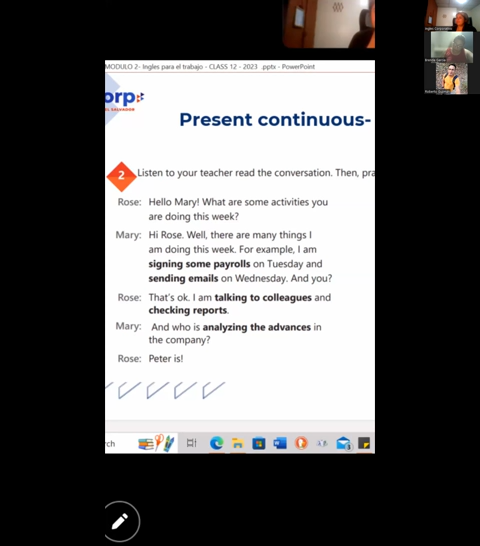 MODULO 2- Ingles para el trabajo - CLASS 12 - 2023 .pptx - PowerPoint
orp
Present continuous-
2
Listen to your teacher read the conversation. Then, pra
Rose: Hello Mary! What are some activities you
are doing this week?
Mary: Hi Rose. Well, there are many things I
am doing this week. For example, I am
signing some payrolls on Tuesday and
sending emails on Wednesday. And you?
Rose: That's ok. I am talking to colleagues and
checking reports.
Mary: And who is analyzing the advances in
the company?
Rose: Peter is!
rch